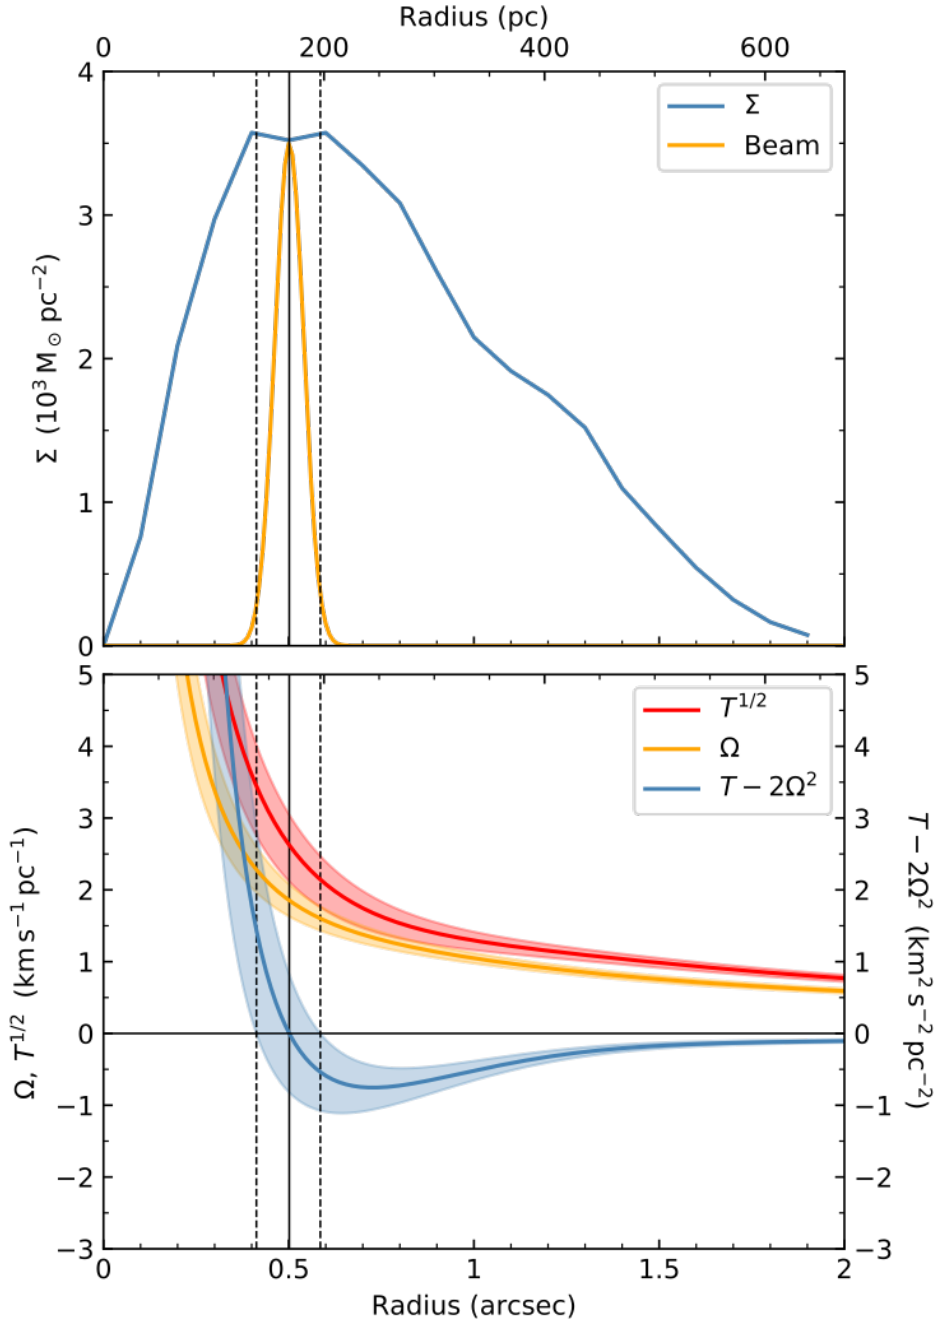 Radius (pc)
0 200 400 600
4
3
2
1
0
Σ (10³ M⊙ pc⁻²)
Σ
Beam
5 5
4 4
3 3
2 2
1 1
0 0
−1 −1
−2 −2
−3 −3
Ω, T^{1/2} (km s⁻¹ pc⁻¹)
T^{1/2}
Ω
T − 2Ω²
T − 2Ω² (km² s⁻² pc⁻²)
0 0.5 1 1.5 2
Radius (arcsec)